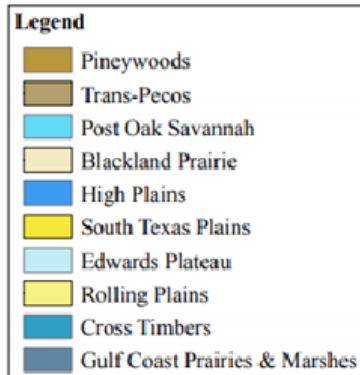 Legend
Pineywoods
Trans-Pecos
Post Oak Savannah
Blackland Prairie
High Plains
South Texas Plains
Edwards Plateau
Rolling Plains
Cross Timbers
Gulf Coast Prairies & Marshes